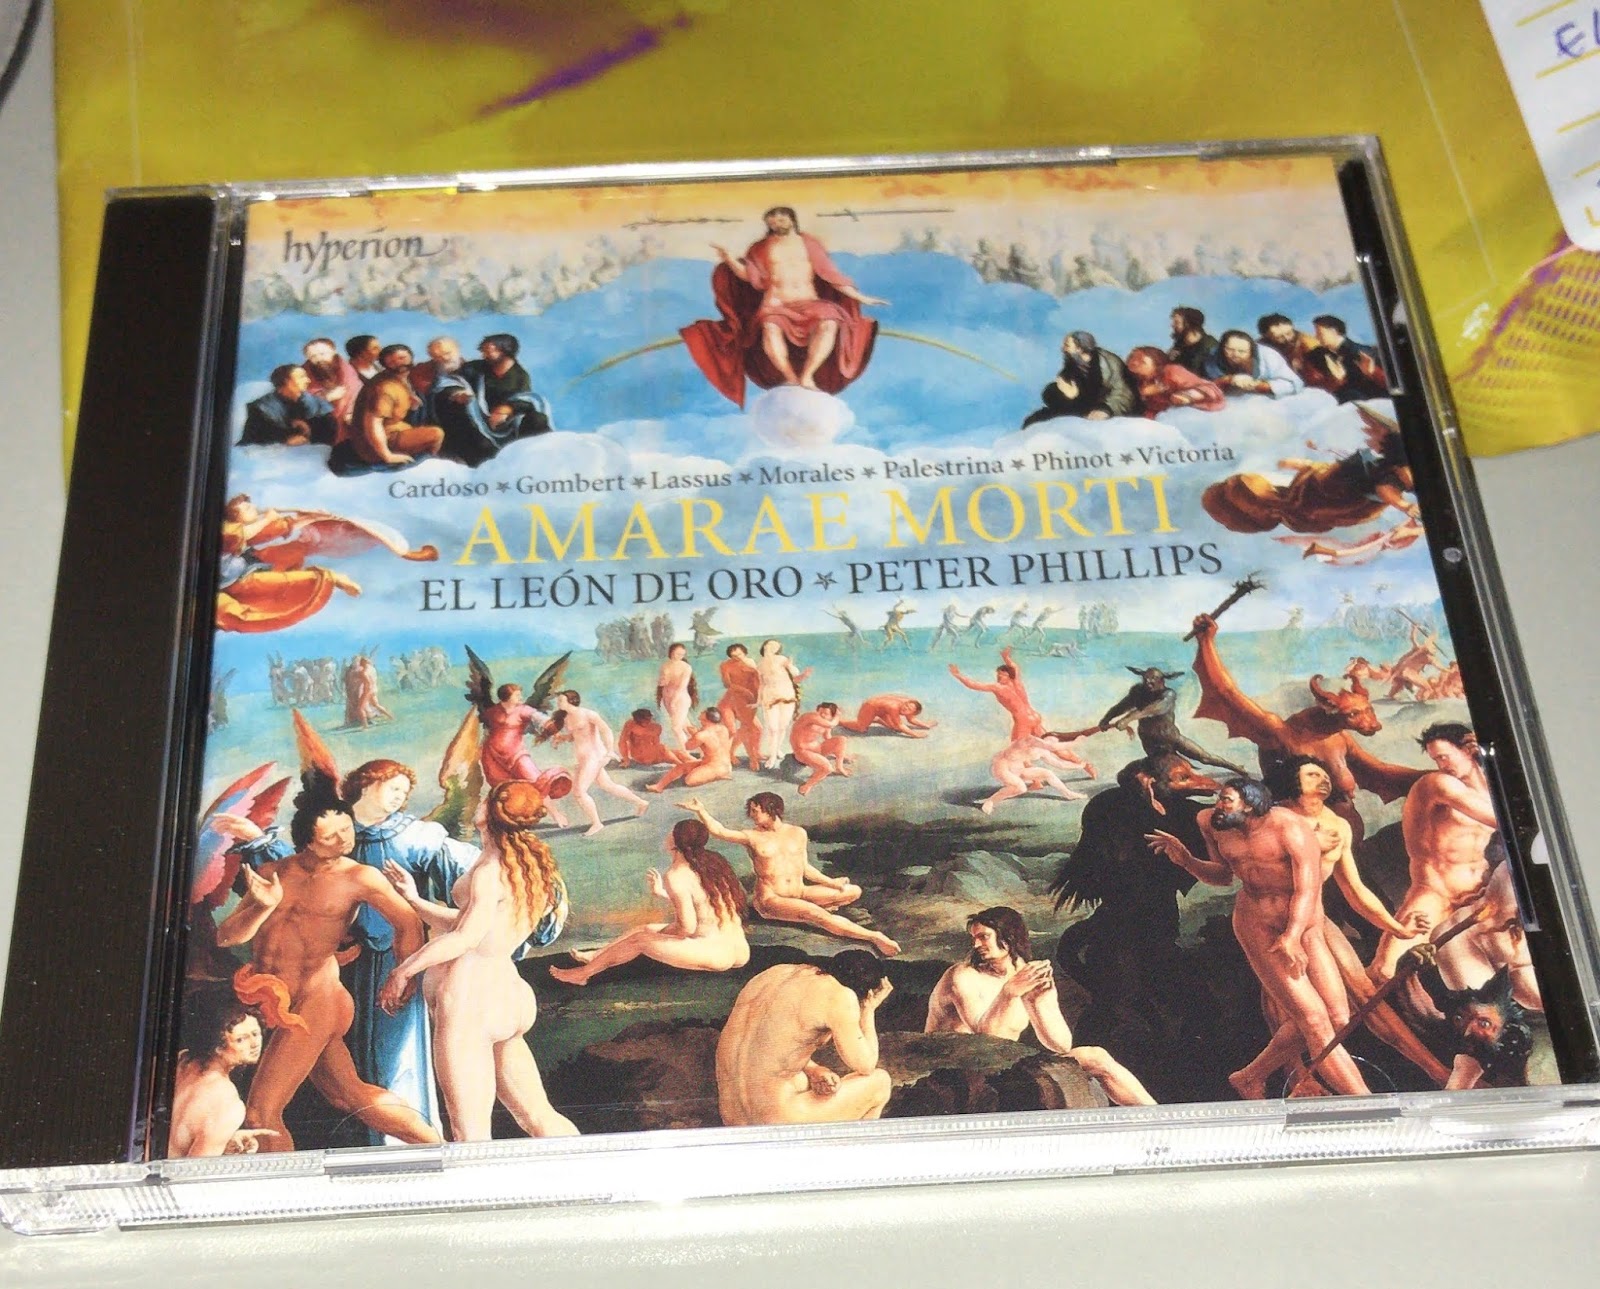 hyperion
Cardoso ★ Gombert ★ Lassus ★ Morales ★ Palestrina ★ Phinot ★ Victoria
AMARAE MORTI
EL LEÓN DE ORO ★ PETER PHILLIPS